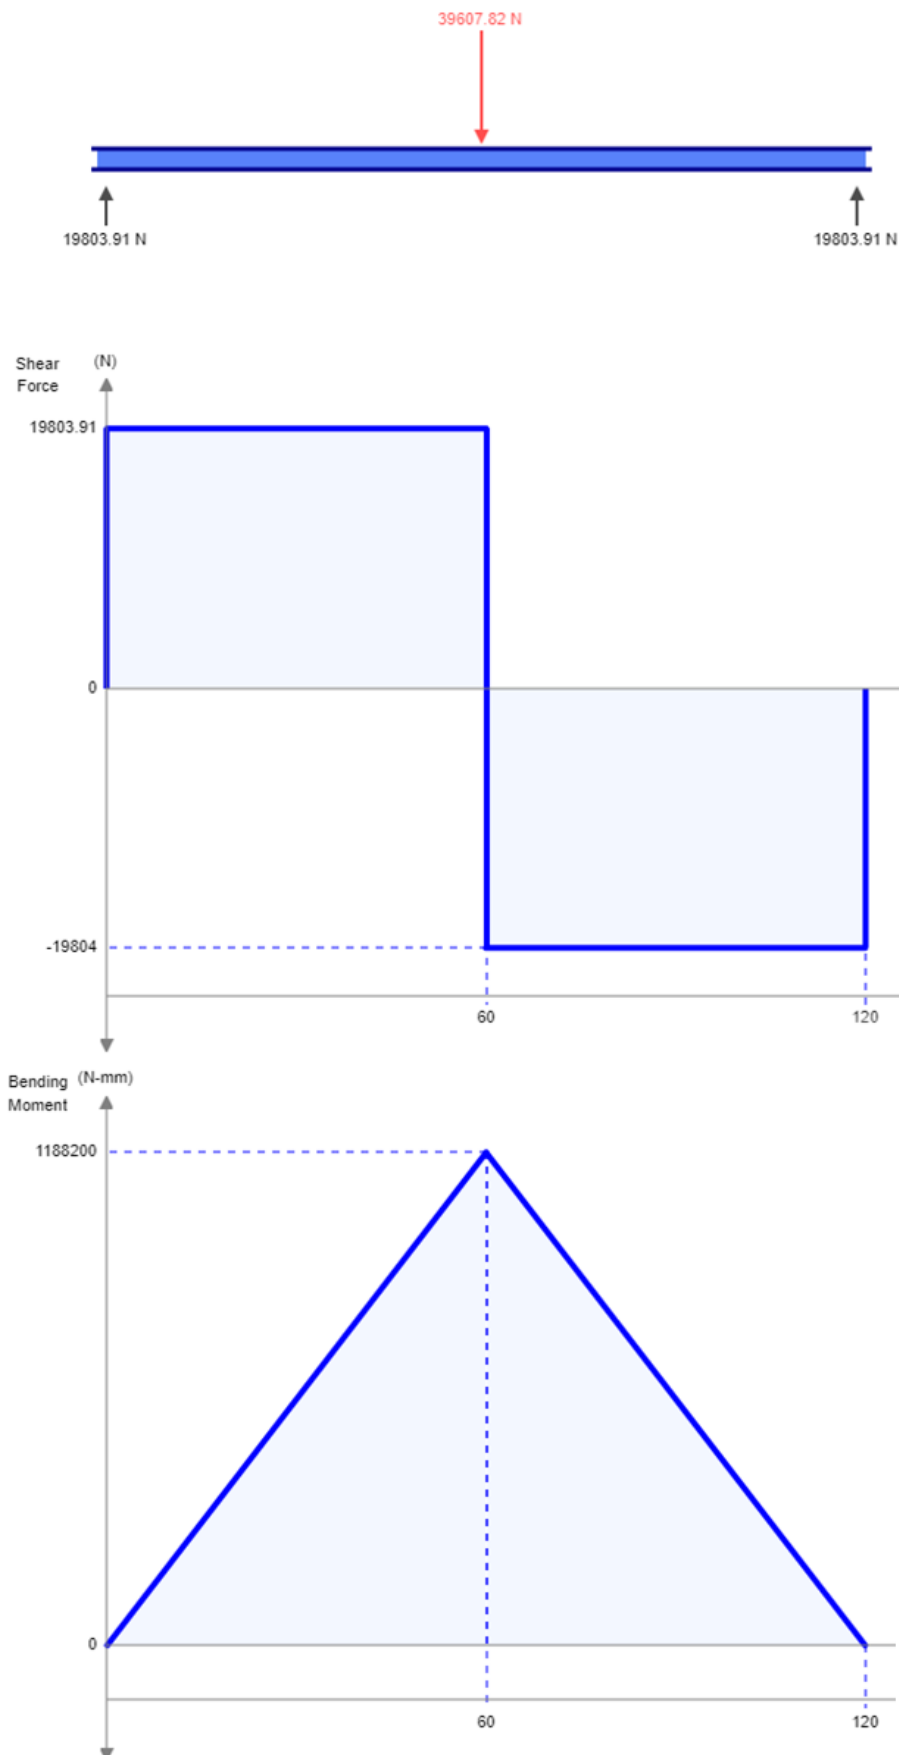 39607.82 N
19803.91 N
19803.91 N
Shear
Force
(N)
19803.91
0
-19804
60
120
Bending
Moment
(N-mm)
1188200
0
60
120